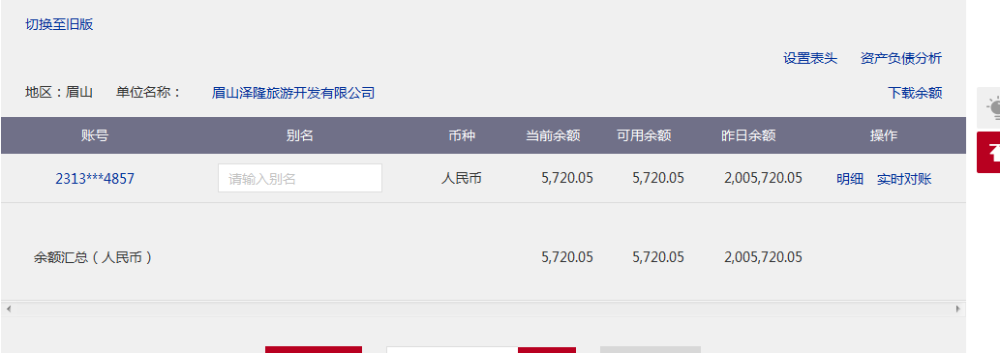 切换至旧版
设置表头 资产负债分析
地区：眉山 单位名称： 眉山泽隆旅游开发有限公司 下载余额
账号 别名 币种 当前余额 可用余额 昨日余额 操作
2313***4857 请输入别名 人民币 5,720.05 5,720.05 2,005,720.05 明细 实时对账
余额汇总（人民币） 5,720.05 5,720.05 2,005,720.05